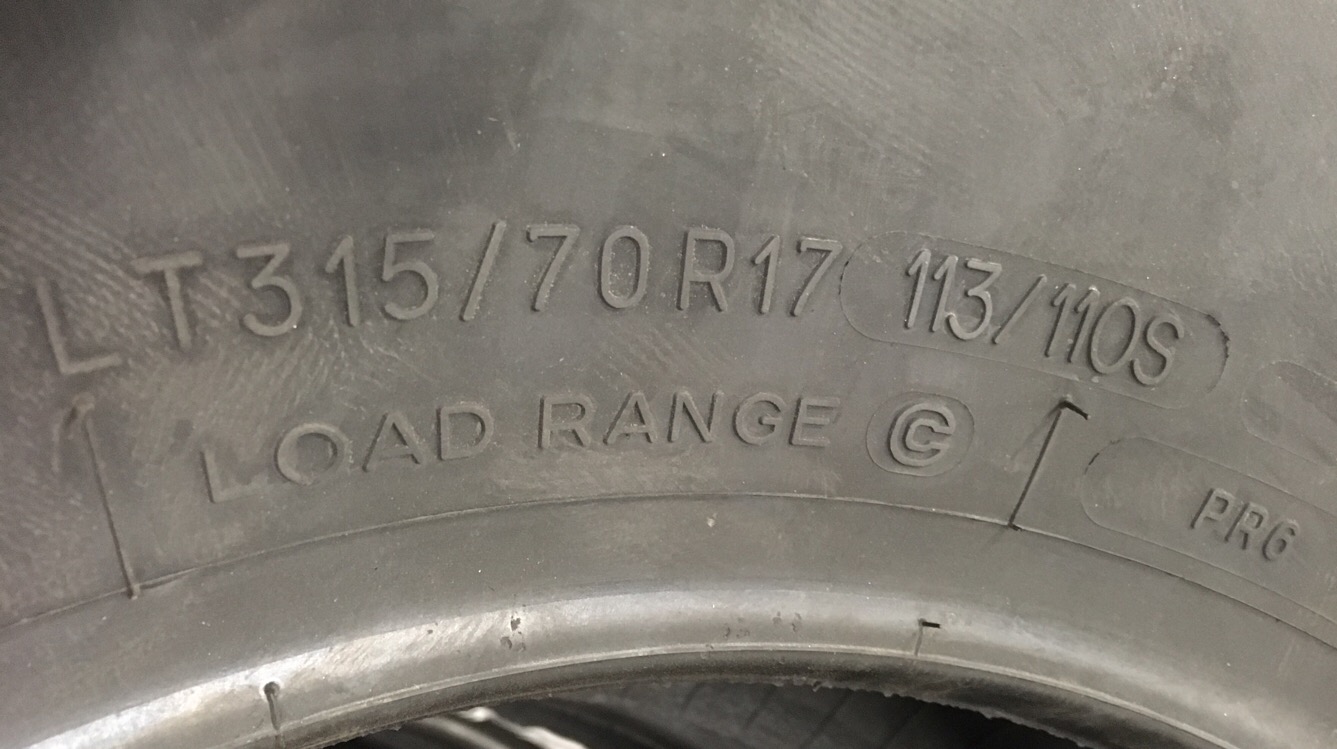 LT315/70R17 113/110S
LOAD RANGE C
PR6